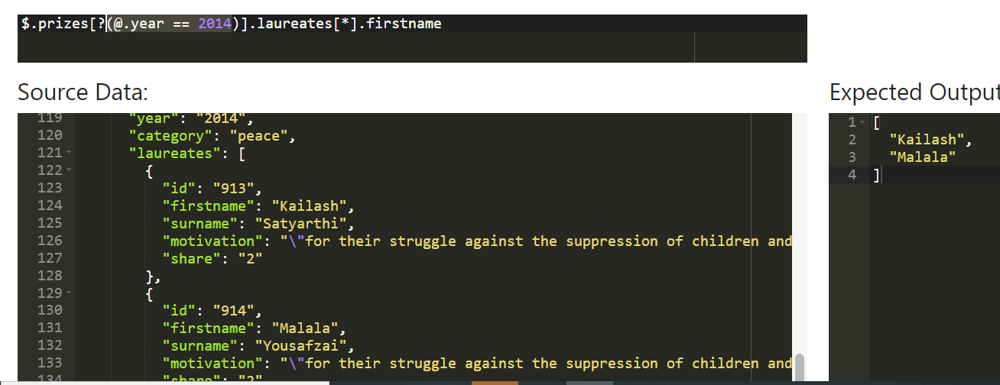 $.prizes[?(@.year == 2014)].laureates[*].firstname
Source Data:
119 "year": "2014",
120 "category": "peace",
121 "laureates": [
122 {
123 "id": "913",
124 "firstname": "Kailash",
125 "surname": "Satyarthi",
126 "motivation": "\"for their struggle against the suppression of children and
127 "share": "2"
128 },
129 {
130 "id": "914",
131 "firstname": "Malala",
132 "surname": "Yousafzai",
133 "motivation": "\"for their struggle against the suppression of children and
134 "share": "2"
Expected Output
1 [
2 "Kailash",
3 "Malala"
4 ]